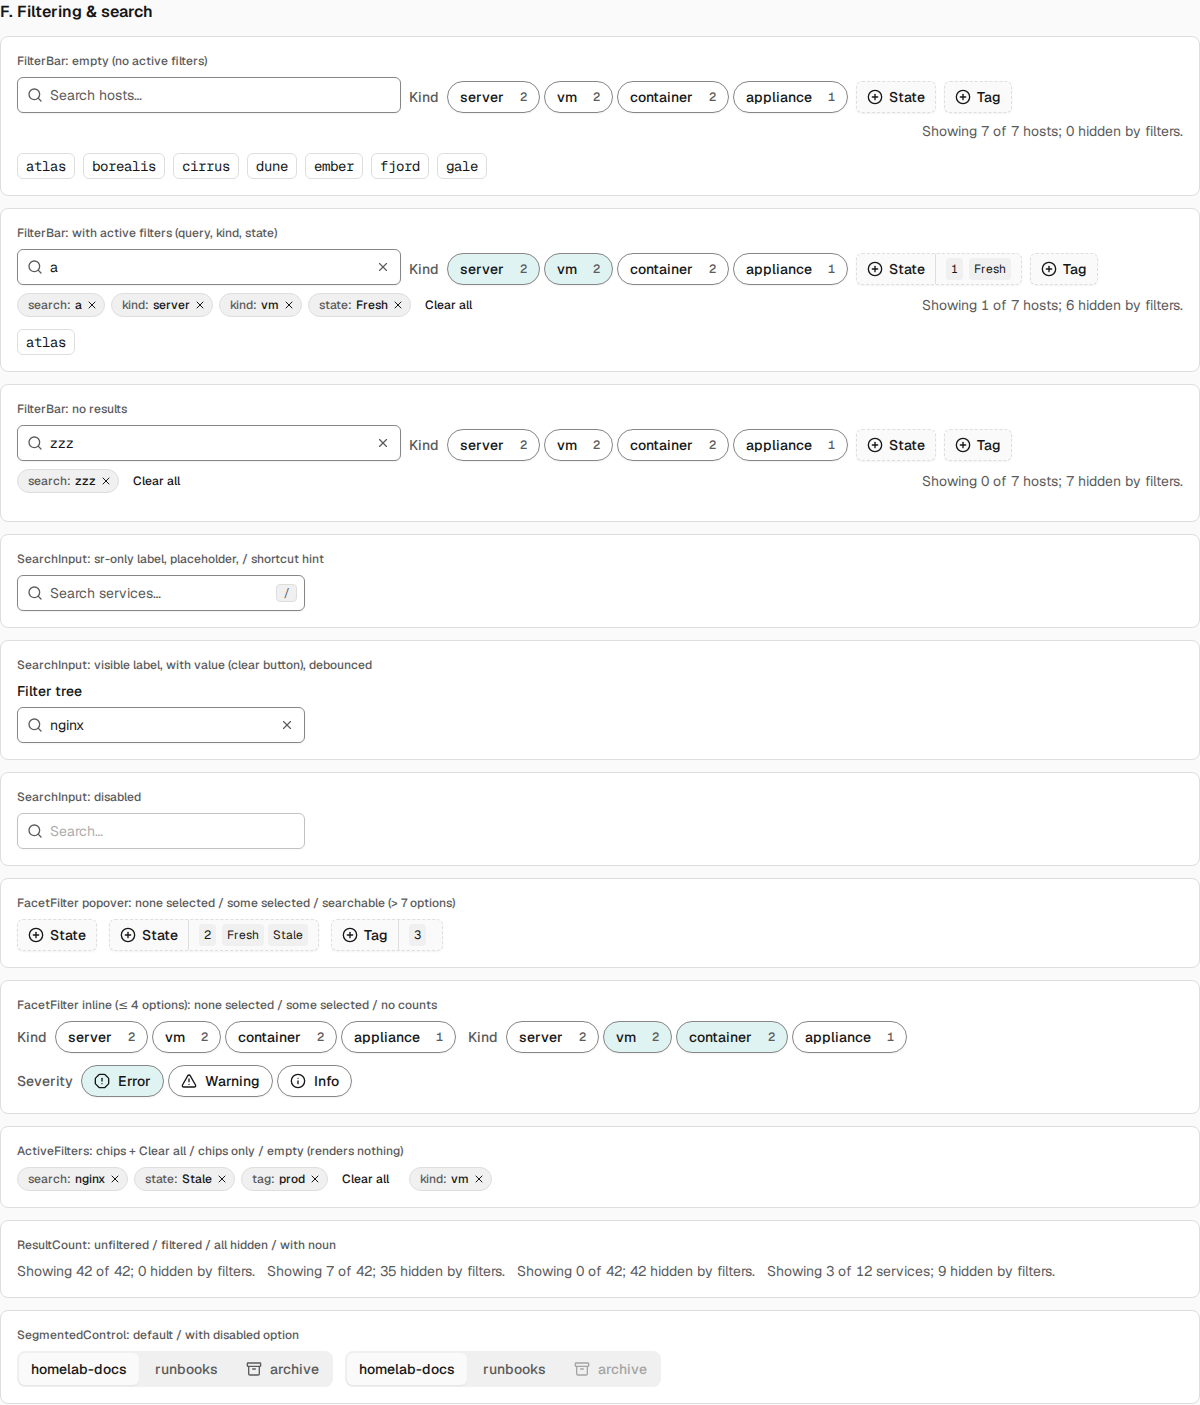 F. Filtering & search
FilterBar: empty (no active filters)
Search hosts… Kind server 2 vm 2 container 2 appliance 1 State Tag
Showing 7 of 7 hosts; 0 hidden by filters.
atlas borealis cirrus dune ember fjord gale
FilterBar: with active filters (query, kind, state)
a Kind server 2 vm 2 container 2 appliance 1 State 1 Fresh Tag
search: a kind: server kind: vm state: Fresh Clear all Showing 1 of 7 hosts; 6 hidden by filters.
atlas
FilterBar: no results
zzz Kind server 2 vm 2 container 2 appliance 1 State Tag
search: zzz Clear all Showing 0 of 7 hosts; 7 hidden by filters.
SearchInput: sr-only label, placeholder, / shortcut hint
Search services… /
SearchInput: visible label, with value (clear button), debounced
Filter tree
nginx
SearchInput: disabled
Search…
FacetFilter popover: none selected / some selected / searchable (> 7 options)
State State 2 Fresh Stale Tag 3
FacetFilter inline (≤ 4 options): none selected / some selected / no counts
Kind server 2 vm 2 container 2 appliance 1 Kind server 2 vm 2 container 2 appliance 1
Severity Error Warning Info
ActiveFilters: chips + Clear all / chips only / empty (renders nothing)
search: nginx state: Stale tag: prod Clear all kind: vm
ResultCount: unfiltered / filtered / all hidden / with noun
Showing 42 of 42; 0 hidden by filters. Showing 7 of 42; 35 hidden by filters. Showing 0 of 42; 42 hidden by filters. Showing 3 of 12 services; 9 hidden by filters.
SegmentedControl: default / with disabled option
homelab-docs runbooks archive homelab-docs runbooks archive